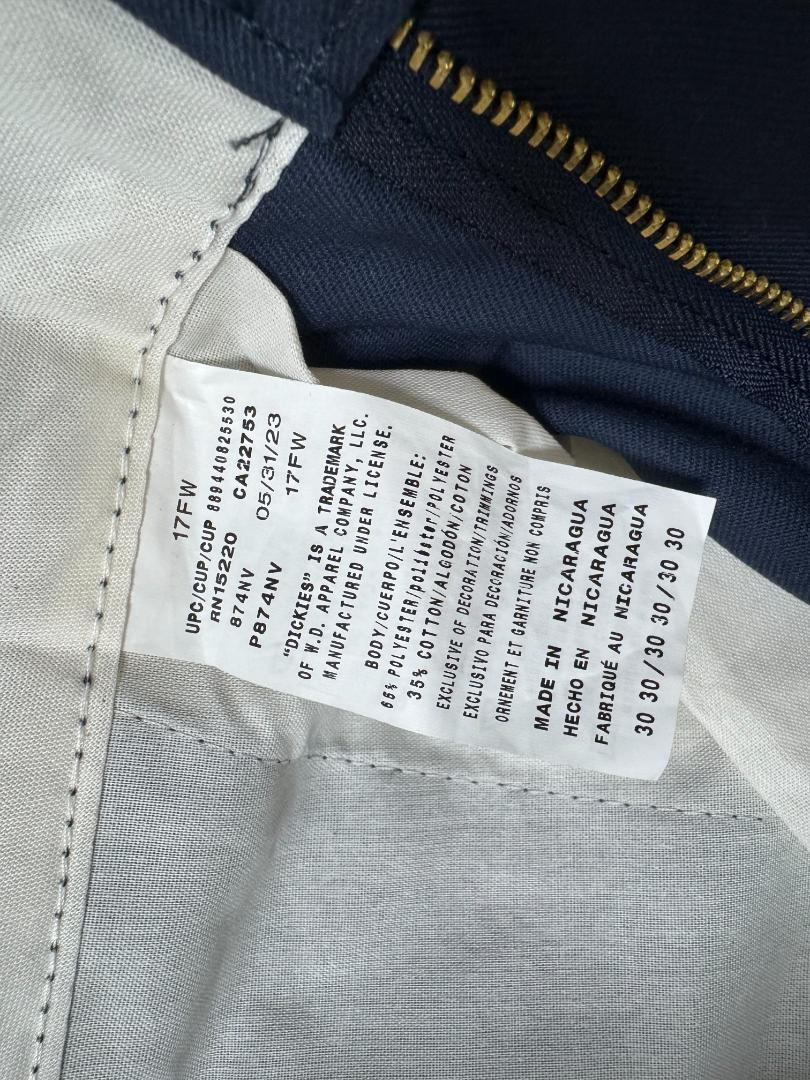 17FW
UPC/CUP/CUP 889440825530
RN15220 CA22753
874NV 05/31/23
P874NV 17FW
"DICKIES" IS A TRADEMARK
OF W.D. APPAREL COMPANY, LLC.
MANUFACTURED UNDER LICENSE.
BODY/CUERPO/L'ENSEMBLE:
65% POLYESTER/poliéster/POLYESTER
35% COTTON/ALGODÓN/COTON
EXCLUSIVE OF DECORATION/TRIMMINGS
EXCLUSIVO PARA DECORACIÓN/ADORNOS
ORNEMENT ET GARNITURE NON COMPRIS
MADE IN NICARAGUA
HECHO EN NICARAGUA
FABRIQUÉ AU NICARAGUA
30 30/30 30/30 30